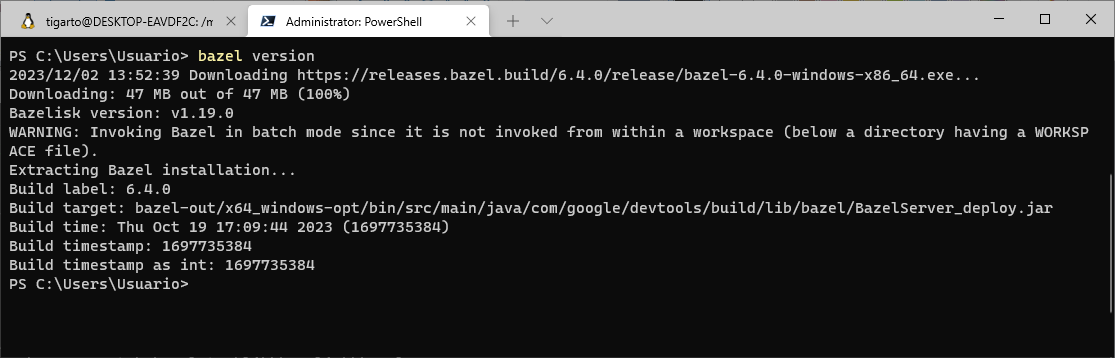 tigarto@DESKTOP-EAVDF2C: /m
Administrator: PowerShell
PS C:\Users\Usuario> bazel version
2023/12/02 13:52:39 Downloading https://releases.bazel.build/6.4.0/release/bazel-6.4.0-windows-x86_64.exe...
Downloading: 47 MB out of 47 MB (100%)
Bazelisk version: v1.19.0
WARNING: Invoking Bazel in batch mode since it is not invoked from within a workspace (below a directory having a WORKSP
ACE file).
Extracting Bazel installation...
Build label: 6.4.0
Build target: bazel-out/x64_windows-opt/bin/src/main/java/com/google/devtools/build/lib/bazel/BazelServer_deploy.jar
Build time: Thu Oct 19 17:09:44 2023 (1697735384)
Build timestamp: 1697735384
Build timestamp as int: 1697735384
PS C:\Users\Usuario>